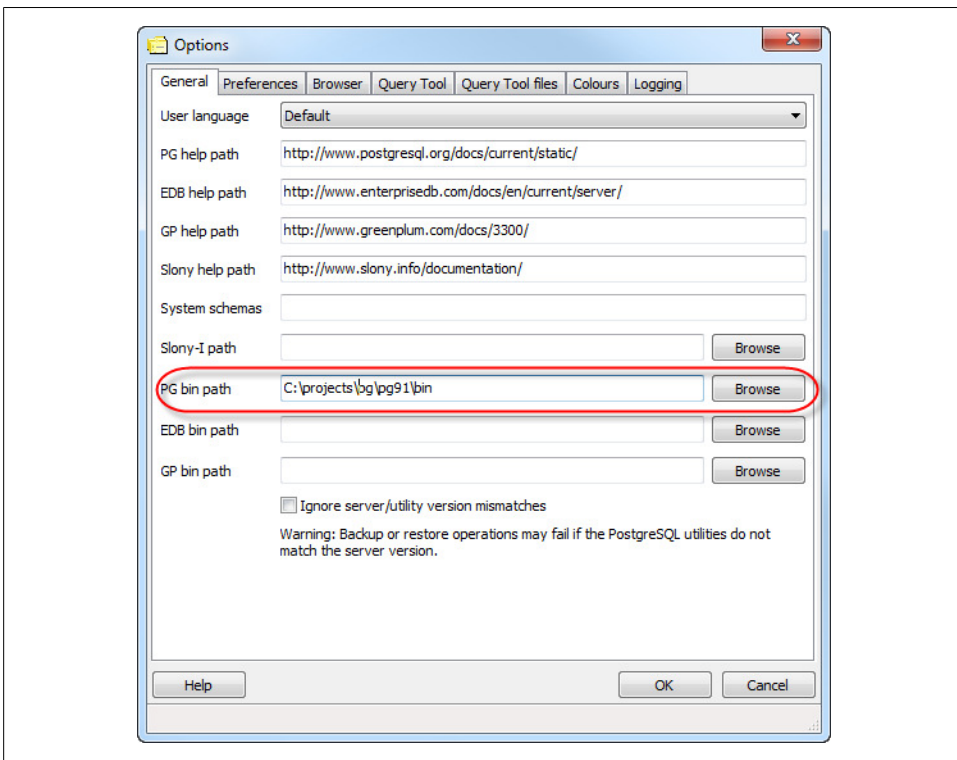 Options
General Preferences Browser Query Tool Query Tool files Colours Logging
User language Default
PG help path http://www.postgresql.org/docs/current/static/
EDB help path http://www.enterprisedb.com/docs/en/current/server/
GP help path http://www.greenplum.com/docs/3300/
Slony help path http://www.slony.info/documentation/
System schemas
Slony-I path Browse
PG bin path C:\projects\bg\pg91\bin Browse
EDB bin path Browse
GP bin path Browse
Ignore server/utility version mismatches
Warning: Backup or restore operations may fail if the PostgreSQL utilities do not
match the server version.
Help OK Cancel